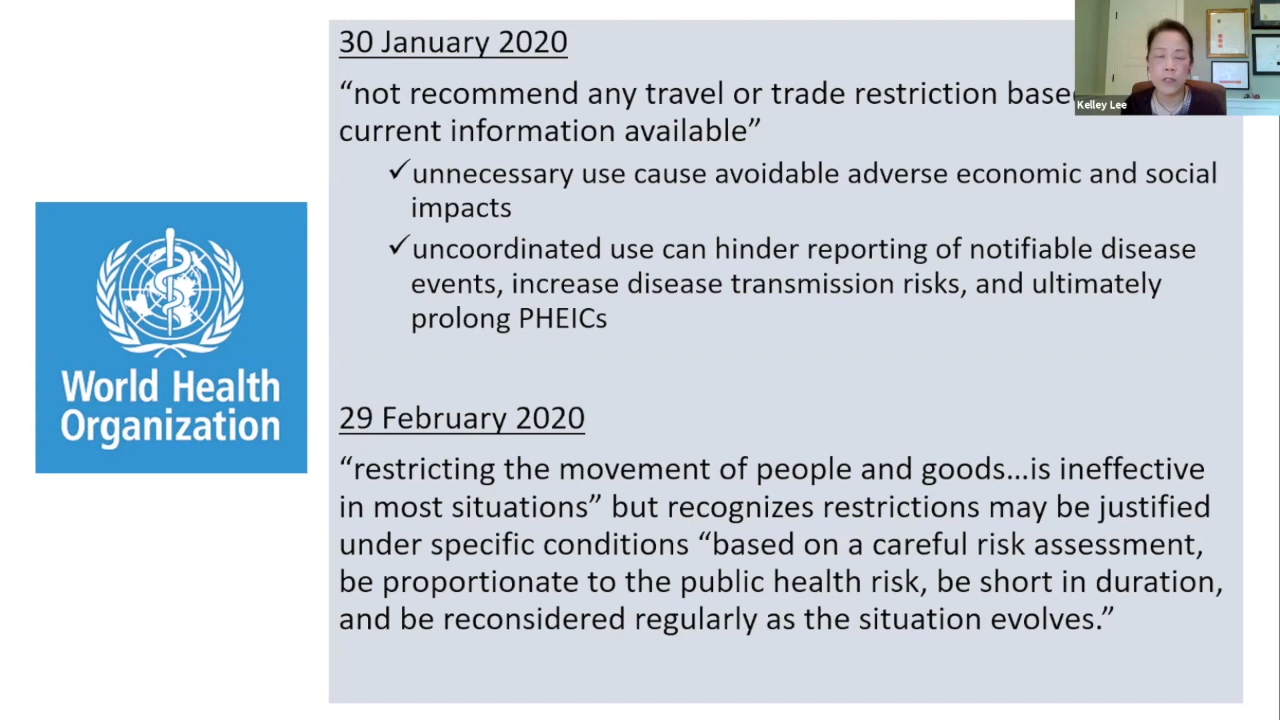 30 January 2020
“not recommend any travel or trade restriction base
current information available”
✓unnecessary use cause avoidable adverse economic and social
impacts
✓uncoordinated use can hinder reporting of notifiable disease
events, increase disease transmission risks, and ultimately
prolong PHEICs
29 February 2020
“restricting the movement of people and goods…is ineffective
in most situations” but recognizes restrictions may be justified
under specific conditions “based on a careful risk assessment,
be proportionate to the public health risk, be short in duration,
and be reconsidered regularly as the situation evolves.”
World Health
Organization
Kelley Lee